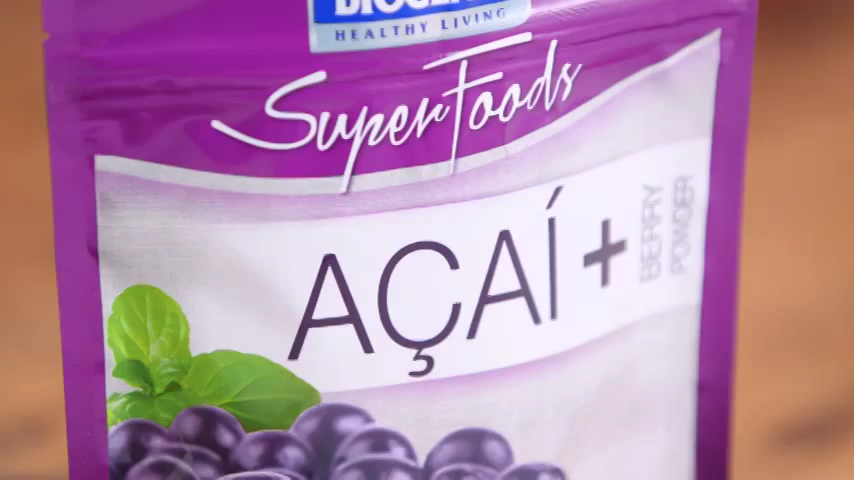 HEALTHY LIVING
SuperFoods
AÇAÍ +
BERRY
POWDER